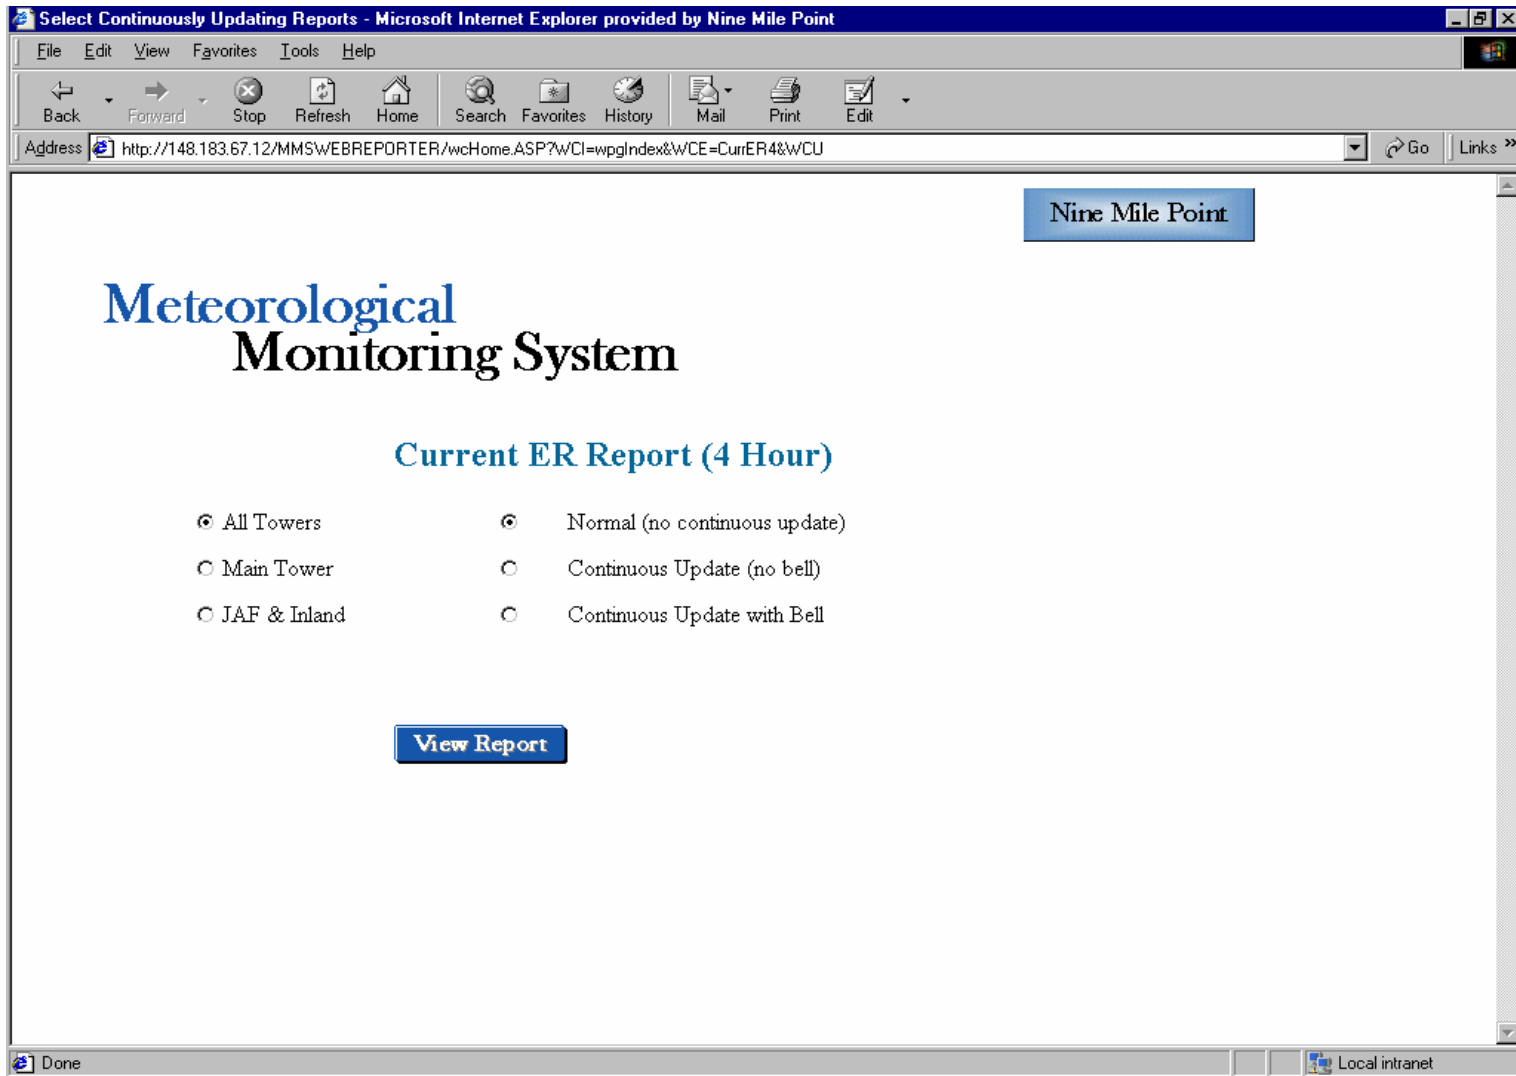 Select Continuously Updating Reports - Microsoft Internet Explorer provided by Nine Mile Point
File Edit View Favorites Tools Help
Back Forward Stop Refresh Home Search Favorites History Mail Print Edit
Address http://148.183.67.12/MMSWEBREPORTER/wcHome.ASP?WCI=wpgIndex&WCE=CurrER4&WCU Go Links »
Nine Mile Point
Meteorological
Monitoring System
Current ER Report (4 Hour)
All Towers Normal (no continuous update)
Main Tower Continuous Update (no bell)
JAF & Inland Continuous Update with Bell
View Report
Done Local intranet